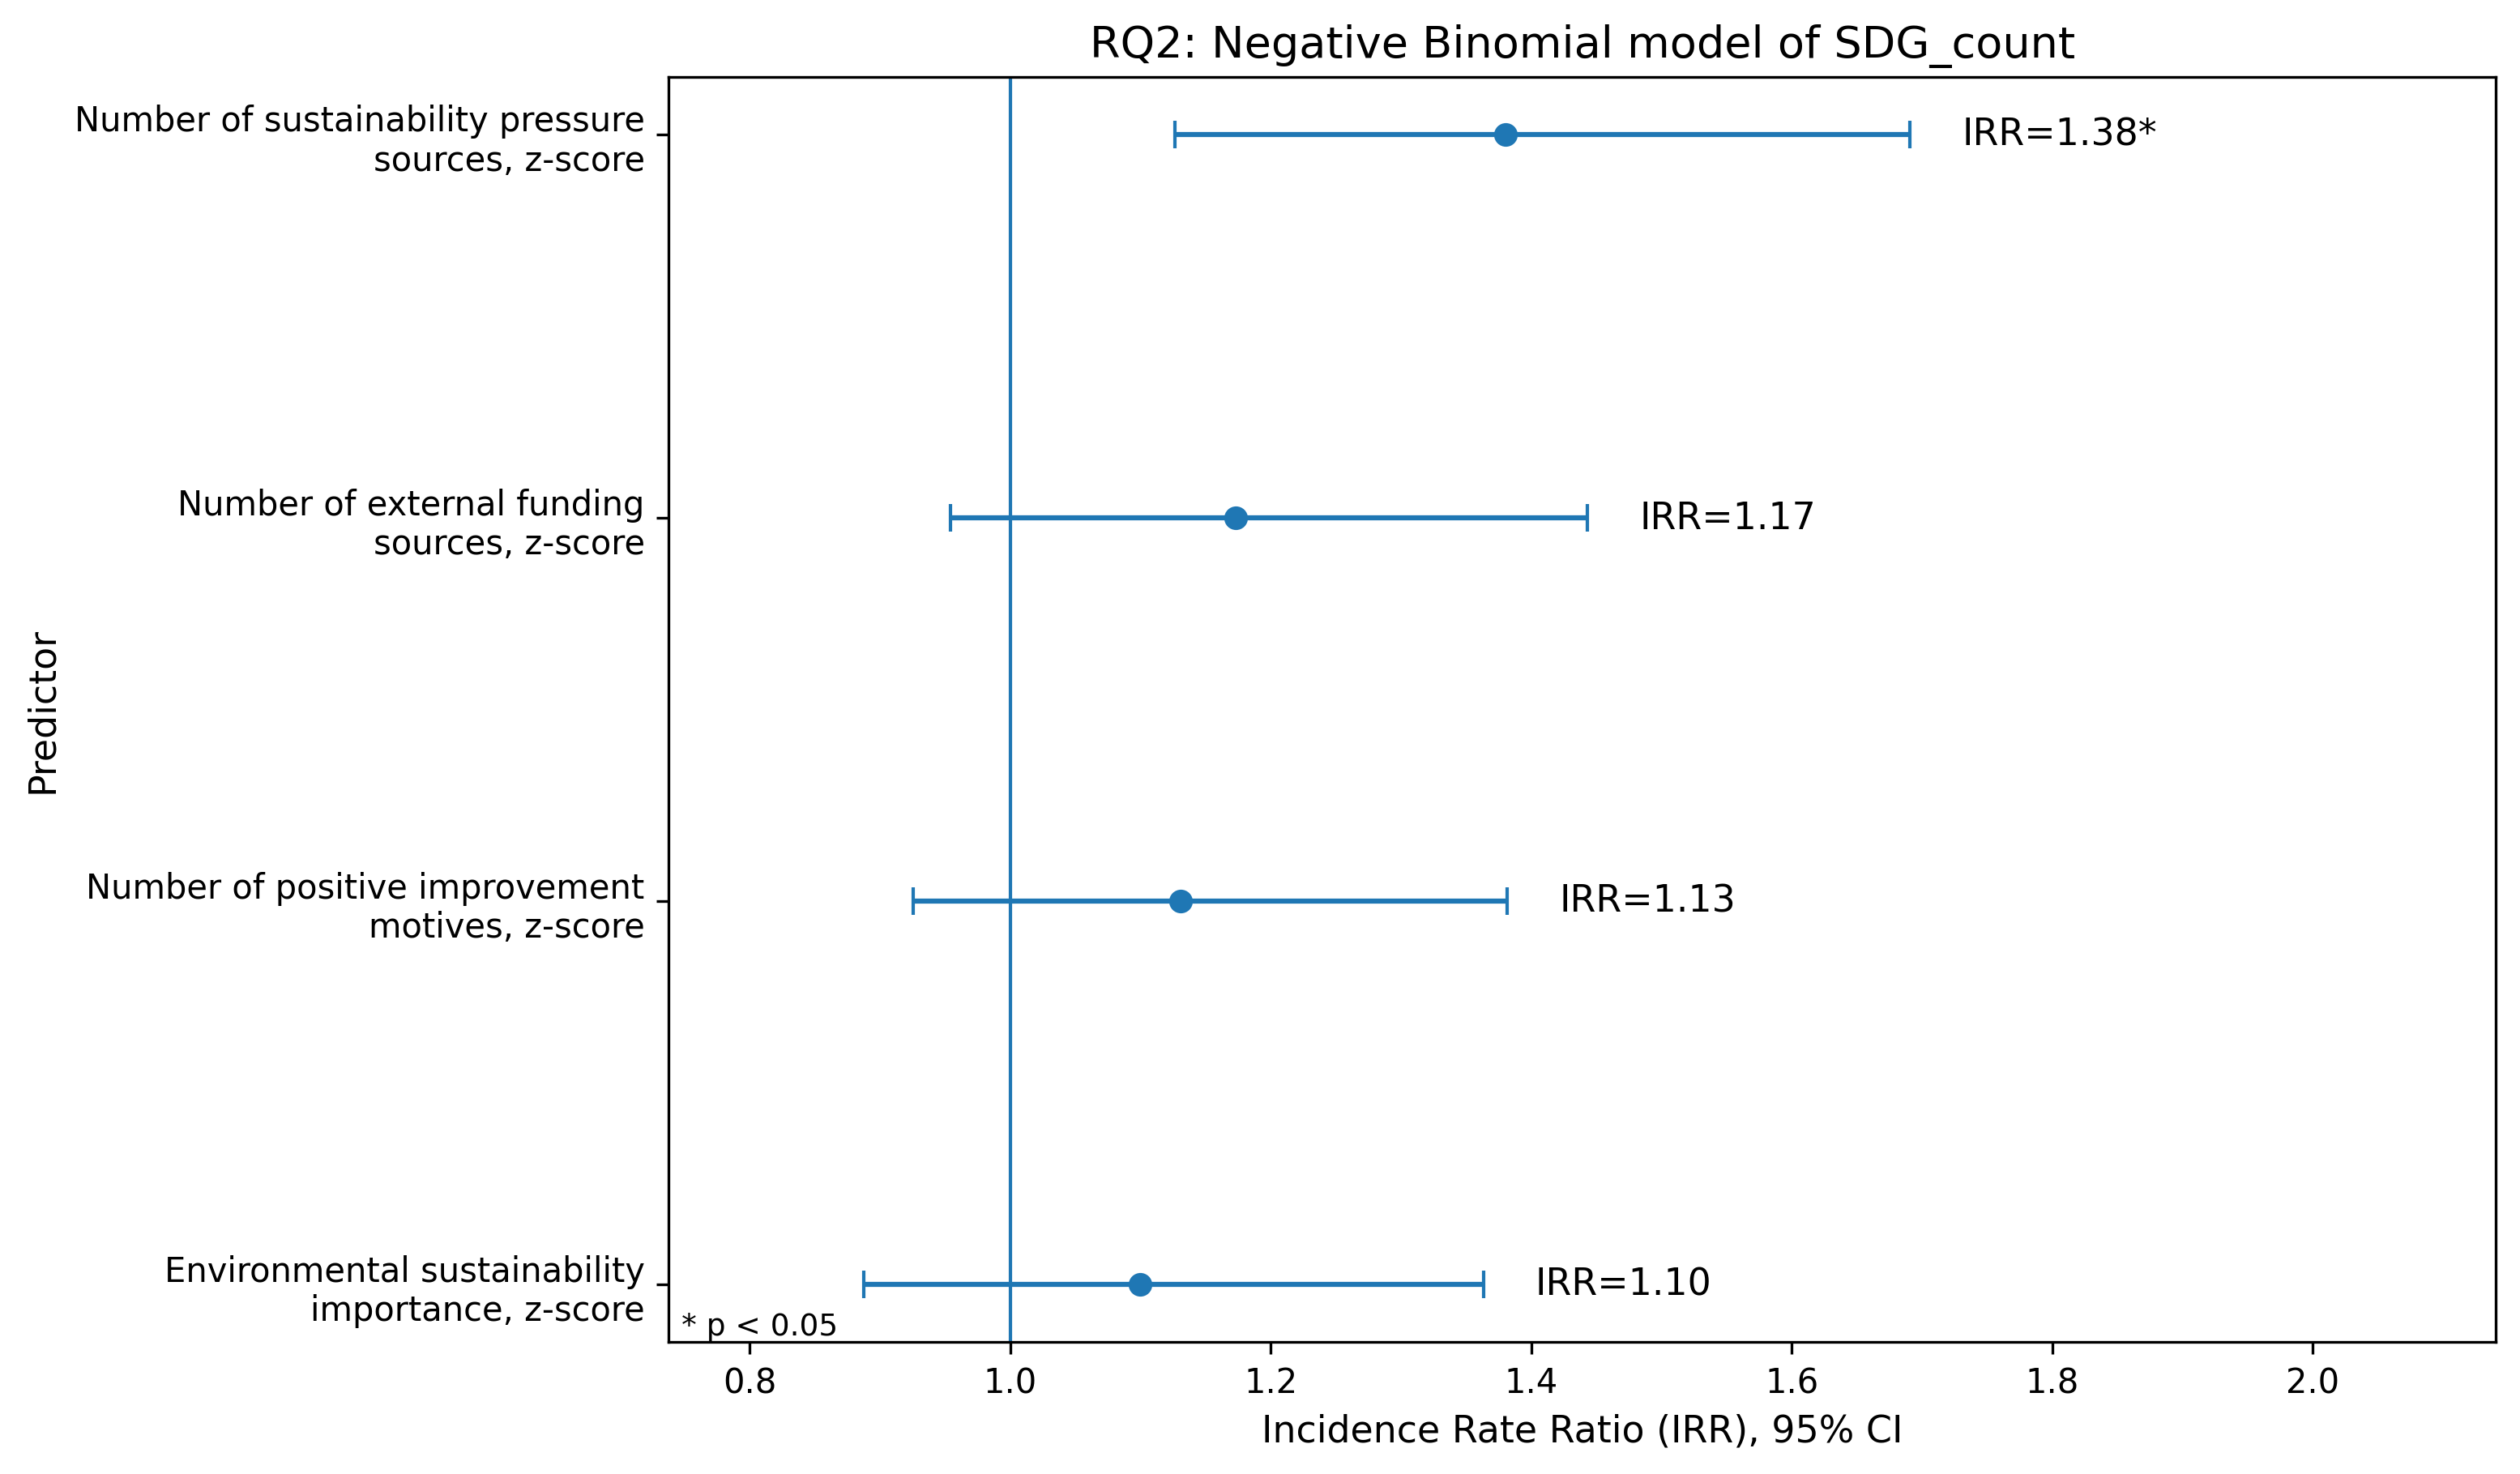 RQ2: Negative Binomial model of SDG_count
Number of sustainability pressure
sources, z-score
IRR=1.38*
Number of external funding
sources, z-score
IRR=1.17
Predictor
Number of positive improvement
motives, z-score
IRR=1.13
Environmental sustainability
importance, z-score
IRR=1.10
* p < 0.05
0.8 1.0 1.2 1.4 1.6 1.8 2.0
Incidence Rate Ratio (IRR), 95% CI